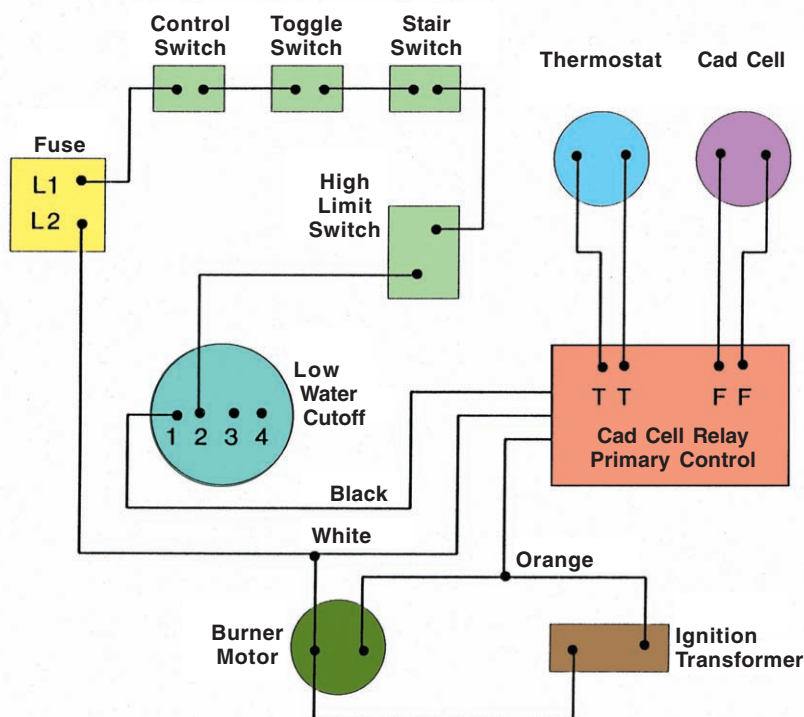 Control
Switch
Toggle
Switch
Stair
Switch
Thermostat
Cad Cell
Fuse
L1
L2
High
Limit
Switch
Low
Water
Cutoff
1 2 3 4
T T F F
Cad Cell Relay
Primary Control
Black
White
Orange
Burner
Motor
Ignition
Transformer